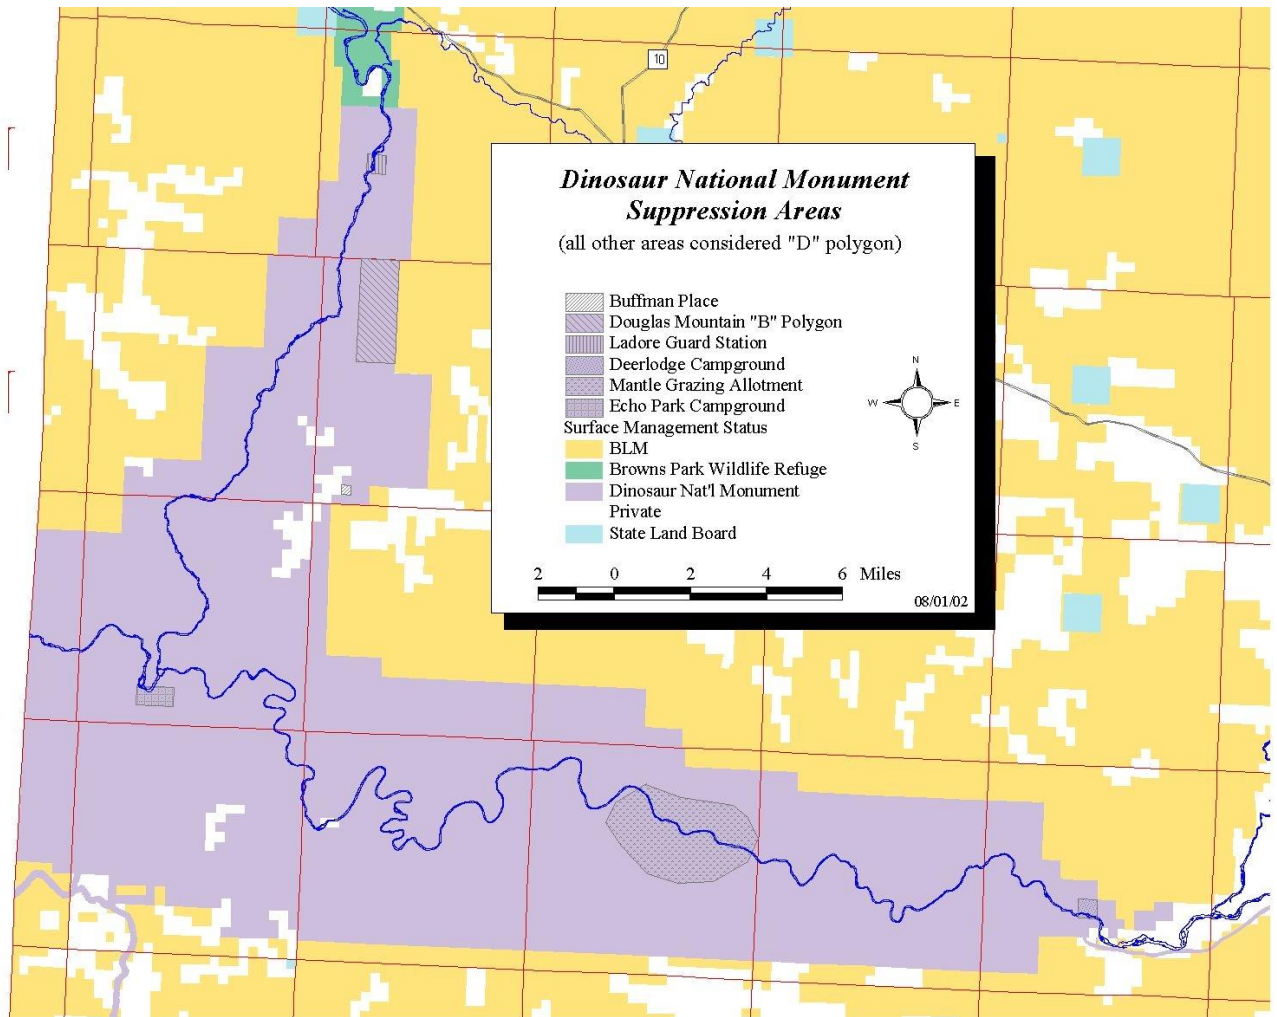 10
Dinosaur National Monument
Suppression Areas
(all other areas considered "D" polygon)
Buffman Place
Douglas Mountain "B" Polygon
Ladore Guard Station
Deerlodge Campground
Mantle Grazing Allotment
Echo Park Campground
Surface Management Status
BLM
Browns Park Wildlife Refuge
Dinosaur Nat'l Monument
Private
State Land Board
N
W E
S
2 0 2 4 6 Miles
08/01/02